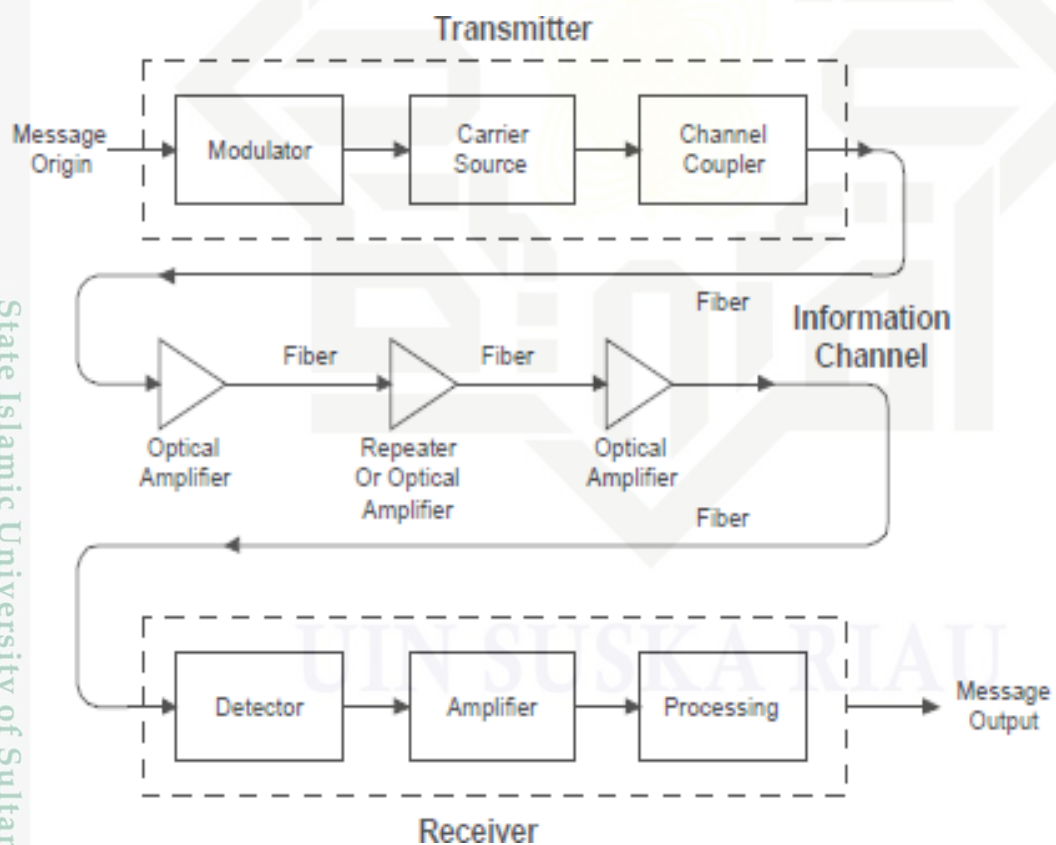 Transmitter
Message
Origin
Modulator
Carrier
Source
Channel
Coupler
Fiber
Information
Channel
Fiber
Fiber
Optical
Amplifier
Repeater
Or Optical
Amplifier
Optical
Amplifier
Fiber
Detector
Amplifier
Processing
Message
Output
Receiver
UIN SUSKA RIAU
State Islamic University of Sultan